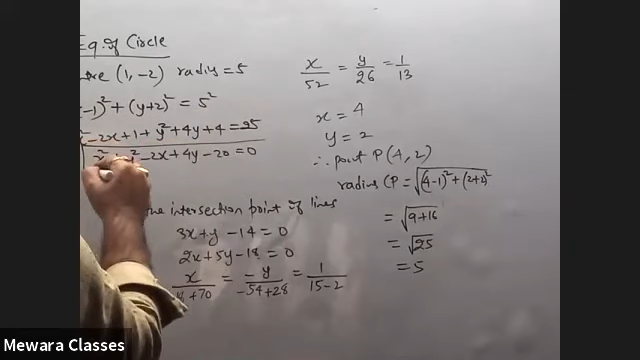 Eq. of Circle
(1, -2) radius = 5
-1)² + (y+2)² = 5²
- 2x + 1 + y² + 4y + 4 = 25
x² + y² - 2x + 4y - 20 = 0
intersection point of lines
3x + y - 14 = 0
2x + 5y - 18 = 0
x/ +70 = -y/-54+28 = 1/15-2
x/52 = y/26 = 1/13
x = 4
y = 2
∴ point P(4, 2)
radius CP = √(4-1)² + (2+2)²
= √9+16
= √25
= 5
Mewara Classes